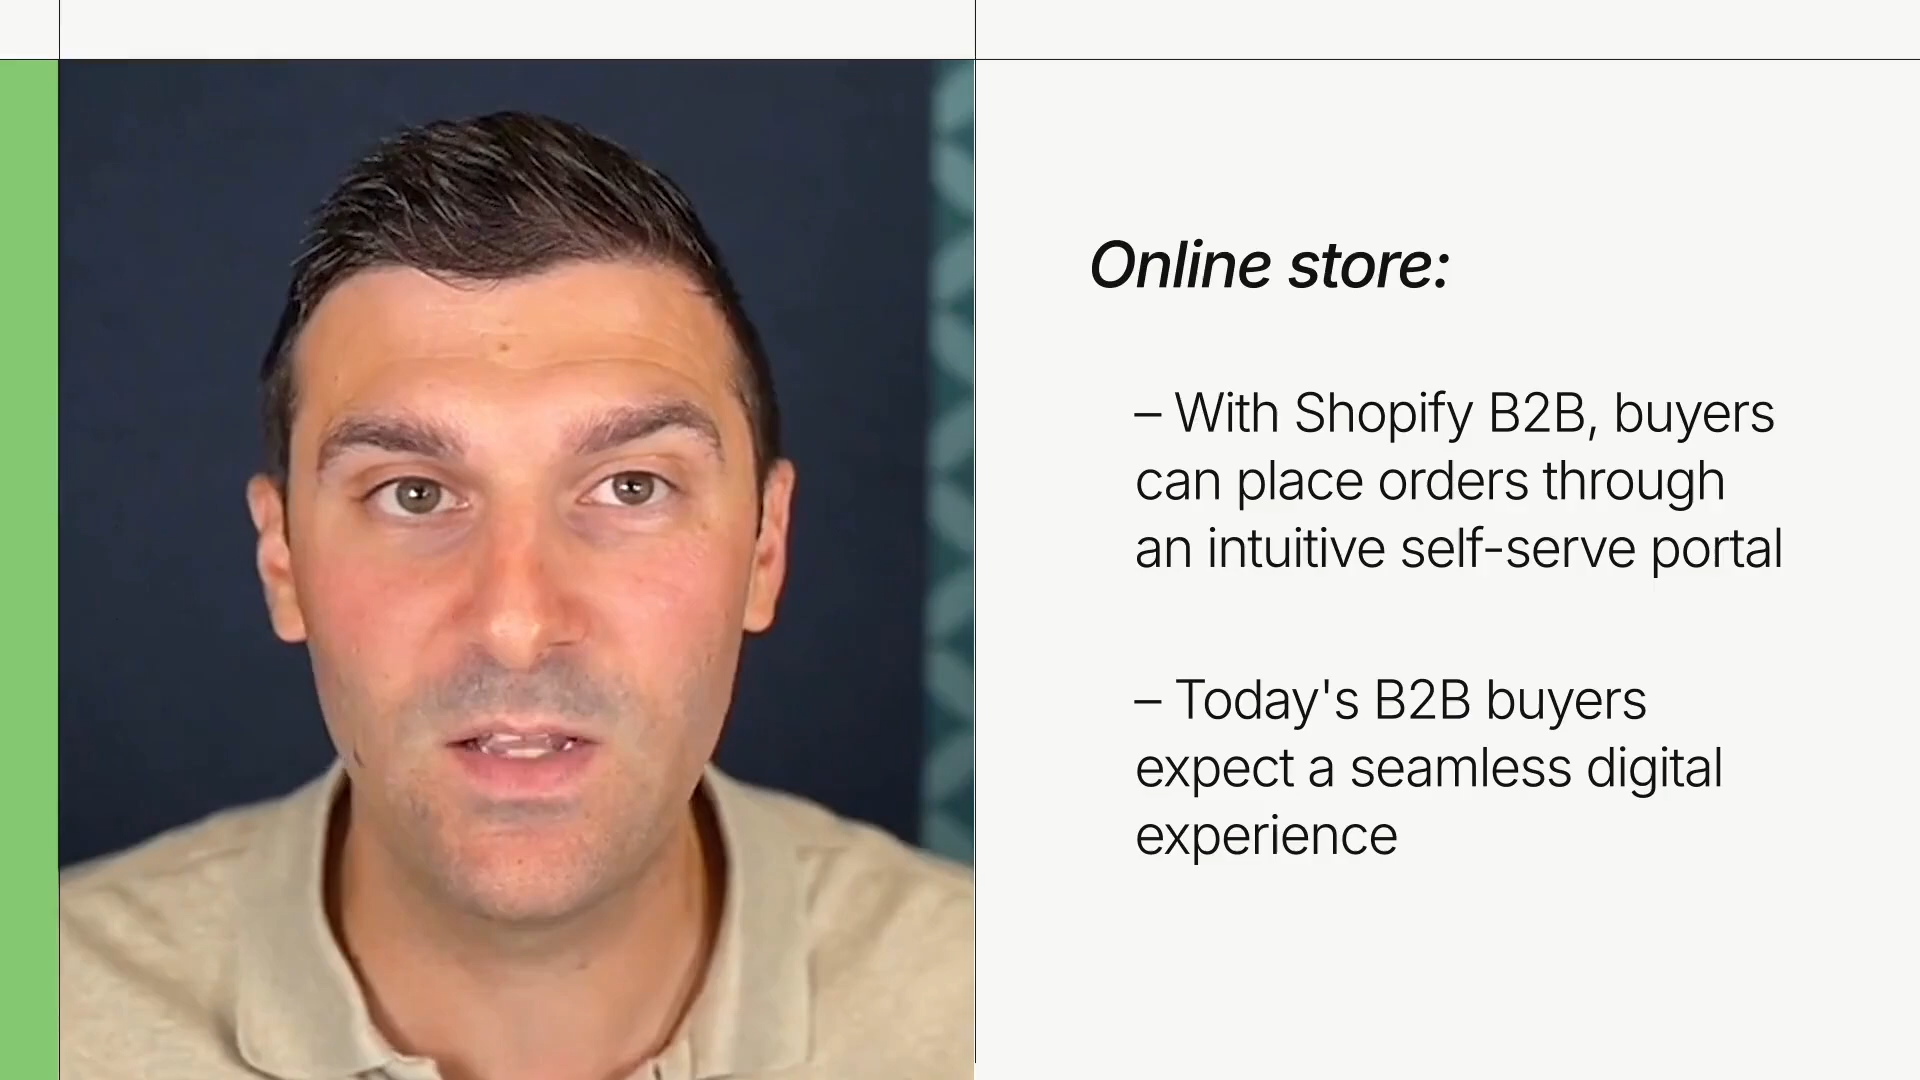 Online store:
– With Shopify B2B, buyers
can place orders through
an intuitive self-serve portal
– Today's B2B buyers
expect a seamless digital
experience